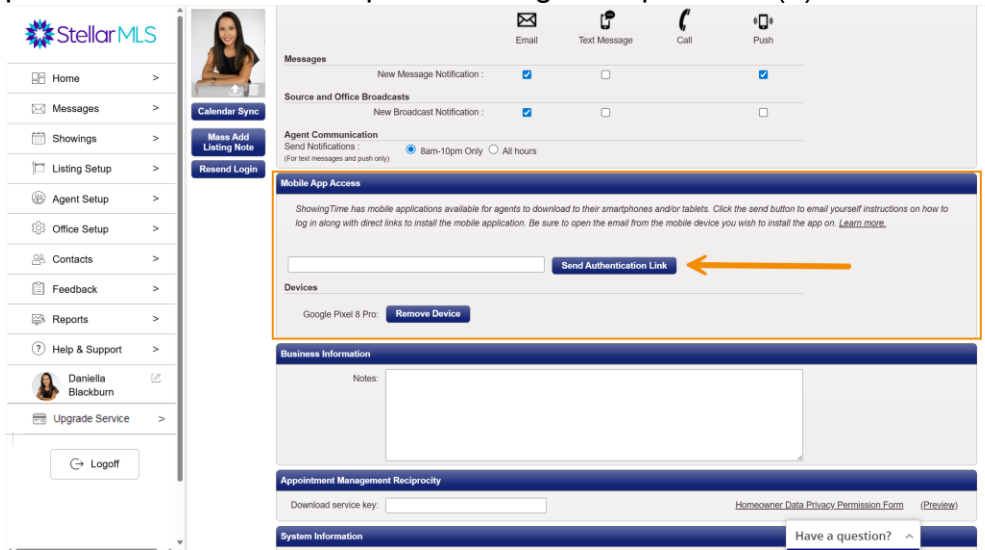 Stellar MLS
Home >
Messages >
Showings >
Listing Setup >
Agent Setup >
Office Setup >
Contacts >
Feedback >
Reports >
? Help & Support >
Daniella
Blackburn
Upgrade Service >
Logoff
Calendar Sync
Mass Add
Listing Note
Resend Login
Email Text Message Call Push
Messages
New Message Notification :
Source and Office Broadcasts
New Broadcast Notification :
Agent Communication
Send Notifications : 8am-10pm Only All hours
(For text messages and push only)
Mobile App Access
ShowingTime has mobile applications available for agents to download to their smartphones and/or tablets. Click the send button to email yourself instructions on how to
log in along with direct links to install the mobile application. Be sure to open the email from the mobile device you wish to install the app on. Learn more.
Send Authentication Link
Devices
Google Pixel 8 Pro: Remove Device
Business Information
Notes:
Appointment Management Reciprocity
Download service key: Homeowner Data Privacy Permission Form (Preview)
System Information
Have a question?